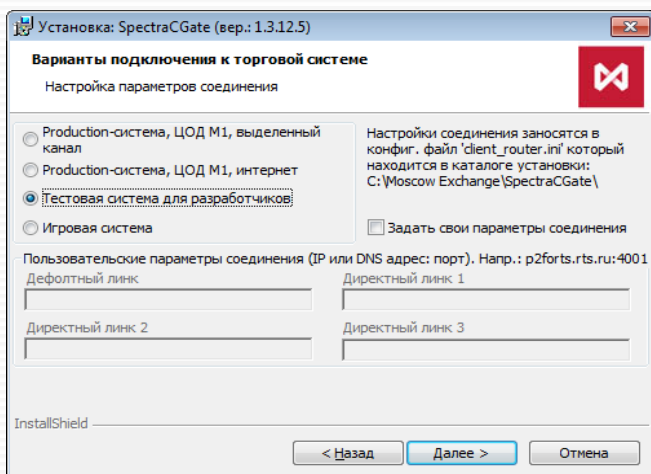 Установка: SpectraCGate (вер.: 1.3.12.5)
Варианты подключения к торговой системе
Настройка параметров соединения
Production-система, ЦОД М1, выделенный
канал
Production-система, ЦОД М1, интернет
Тестовая система для разработчиков
Игровая система
Настройки соединения заносятся в
конфиг. файл 'client_router.ini' который
находится в каталоге установки:
C:\Moscow Exchange\SpectraCGate\
Задать свои параметры соединения
Пользовательские параметры соединения (IP или DNS адрес: порт). Напр.: p2forts.rts.ru:4001
Дефолтный линк
Директный линк 1
Директный линк 2
Директный линк 3
InstallShield
< Назад
Далее >
Отмена